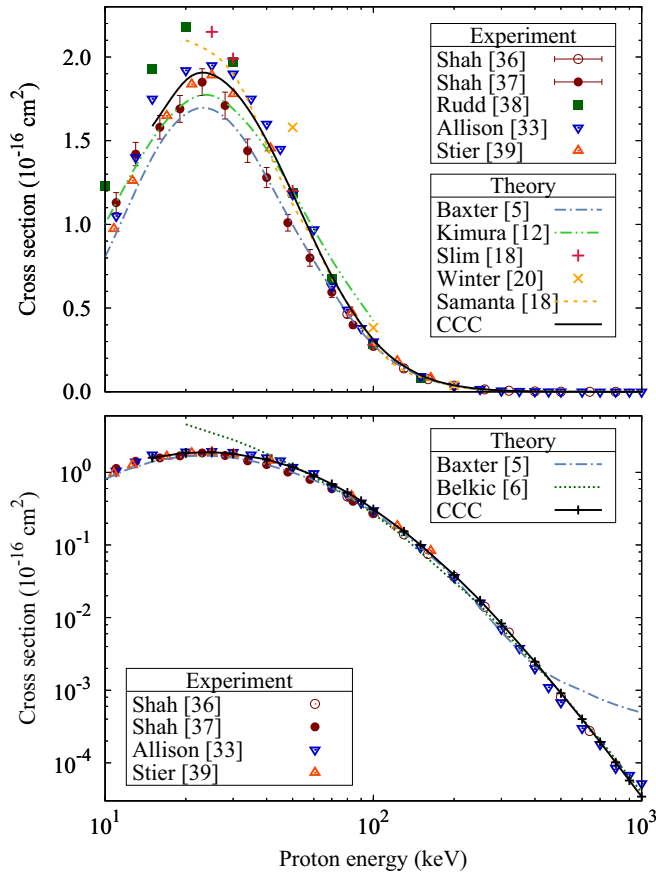 Cross section (10⁻¹⁶ cm²)
2.0
1.5
1.0
0.5
0.0
Experiment
Shah [36]
Shah [37]
Rudd [38]
Allison [33]
Stier [39]
Theory
Baxter [5]
Kimura [12]
Slim [18]
Winter [20]
Samanta [18]
CCC
Cross section (10⁻¹⁶ cm²)
10⁰
10⁻¹
10⁻²
10⁻³
10⁻⁴
Theory
Baxter [5]
Belkic [6]
CCC
Experiment
Shah [36]
Shah [37]
Allison [33]
Stier [39]
10¹
10²
10³
Proton energy (keV)